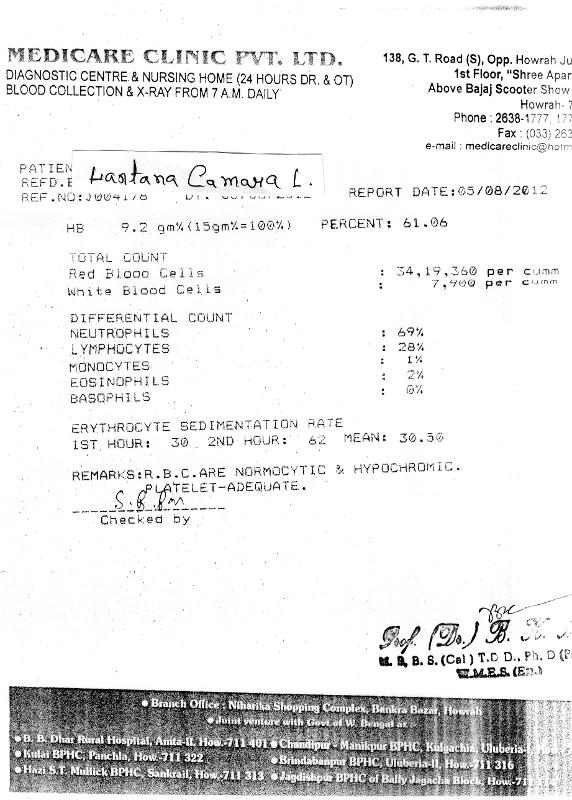 MEDICARE CLINIC PVT. LTD.
DIAGNOSTIC CENTRE & NURSING HOME (24 HOURS DR. & OT)
BLOOD COLLECTION & X-RAY FROM 7 A.M. DAILY
138, G. T. Road (S), Opp. Howrah Ju
1st Floor, "Shree Apar
Above Bajaj Scooter Show
Howrah- 7
Phone : 2638-1777, 177
Fax : (033) 263
e-mail : medicareclinic@hotm
PATIEN
REFD.B
Lantana Camara L.
REF.NO:J004178
REPORT DATE:05/08/2012
HB 9.2 gm%(15gm%=100%) PERCENT: 61.06
TOTAL COUNT
Red Blood Cells : 34,19,360 per cumm
White Blood Cells : 7,900 per cumm
DIFFERENTIAL COUNT
NEUTROPHILS : 69%
LYMPHOCYTES : 28%
MONOCYTES : 1%
EOSINOPHILS : 2%
BASOPHILS : 0%
ERYTHROCYTE SEDIMENTATION RATE
1ST HOUR: 30 2ND HOUR: 62 MEAN: 30.50
REMARKS:R.B.C.ARE NORMOCYTIC & HYPOCHROMIC.
PLATELET-ADEQUATE.
Checked by
Prof. (Dr.) B. K.
M. B. B. S. (Cal) T.D D., Ph. D
W.M.E.S.
● Branch Office : Niharika Shopping Complex, Bankra Bazar, Howrah
● Joint venture with Govt. of W. Bengal at
● B. B. Dhar Rural Hospital, Amta-II, How.-711 401 ● Chandipur - Manikpur BPHC, Kulgachia, Uluberia-I, How.-7
● Kulai BPHC, Panchla, How.-711 322 ● Brindabanpur BPHC, Uluberia-II, How.-711 316
● Hazi S.T. Mullick BPHC, Sankrail, How.-711 313 ● Jagdishpur BPHC of Bally Jagacha Block, How.-711